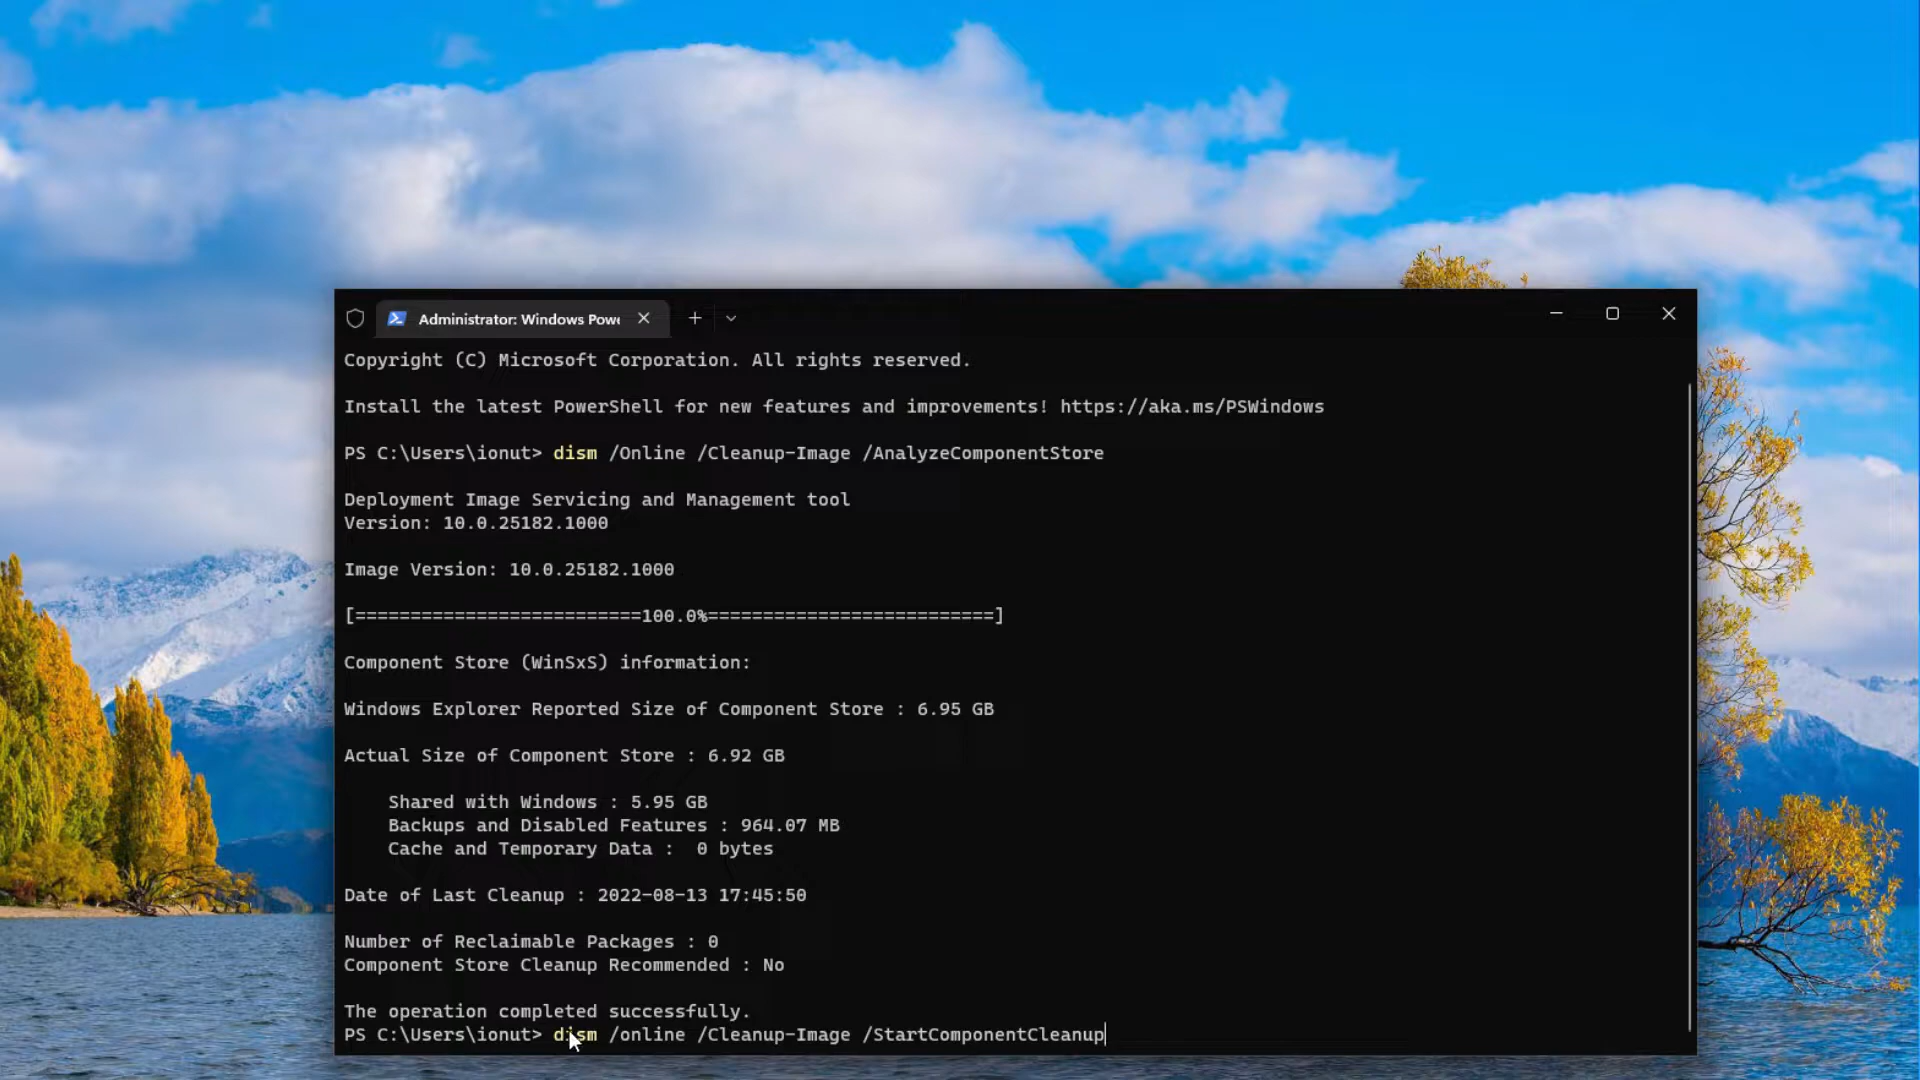 Administrator: Windows Powe
Copyright (C) Microsoft Corporation. All rights reserved.
Install the latest PowerShell for new features and improvements! https://aka.ms/PSWindows
PS C:\Users\ionut> dism /Online /Cleanup-Image /AnalyzeComponentStore
Deployment Image Servicing and Management tool
Version: 10.0.25182.1000
Image Version: 10.0.25182.1000
[==========================100.0%==========================]
Component Store (WinSxS) information:
Windows Explorer Reported Size of Component Store : 6.95 GB
Actual Size of Component Store : 6.92 GB
Shared with Windows : 5.95 GB
Backups and Disabled Features : 964.07 MB
Cache and Temporary Data :  0 bytes
Date of Last Cleanup : 2022-08-13 17:45:50
Number of Reclaimable Packages : 0
Component Store Cleanup Recommended : No
The operation completed successfully.
PS C:\Users\ionut> dism /online /Cleanup-Image /StartComponentCleanup